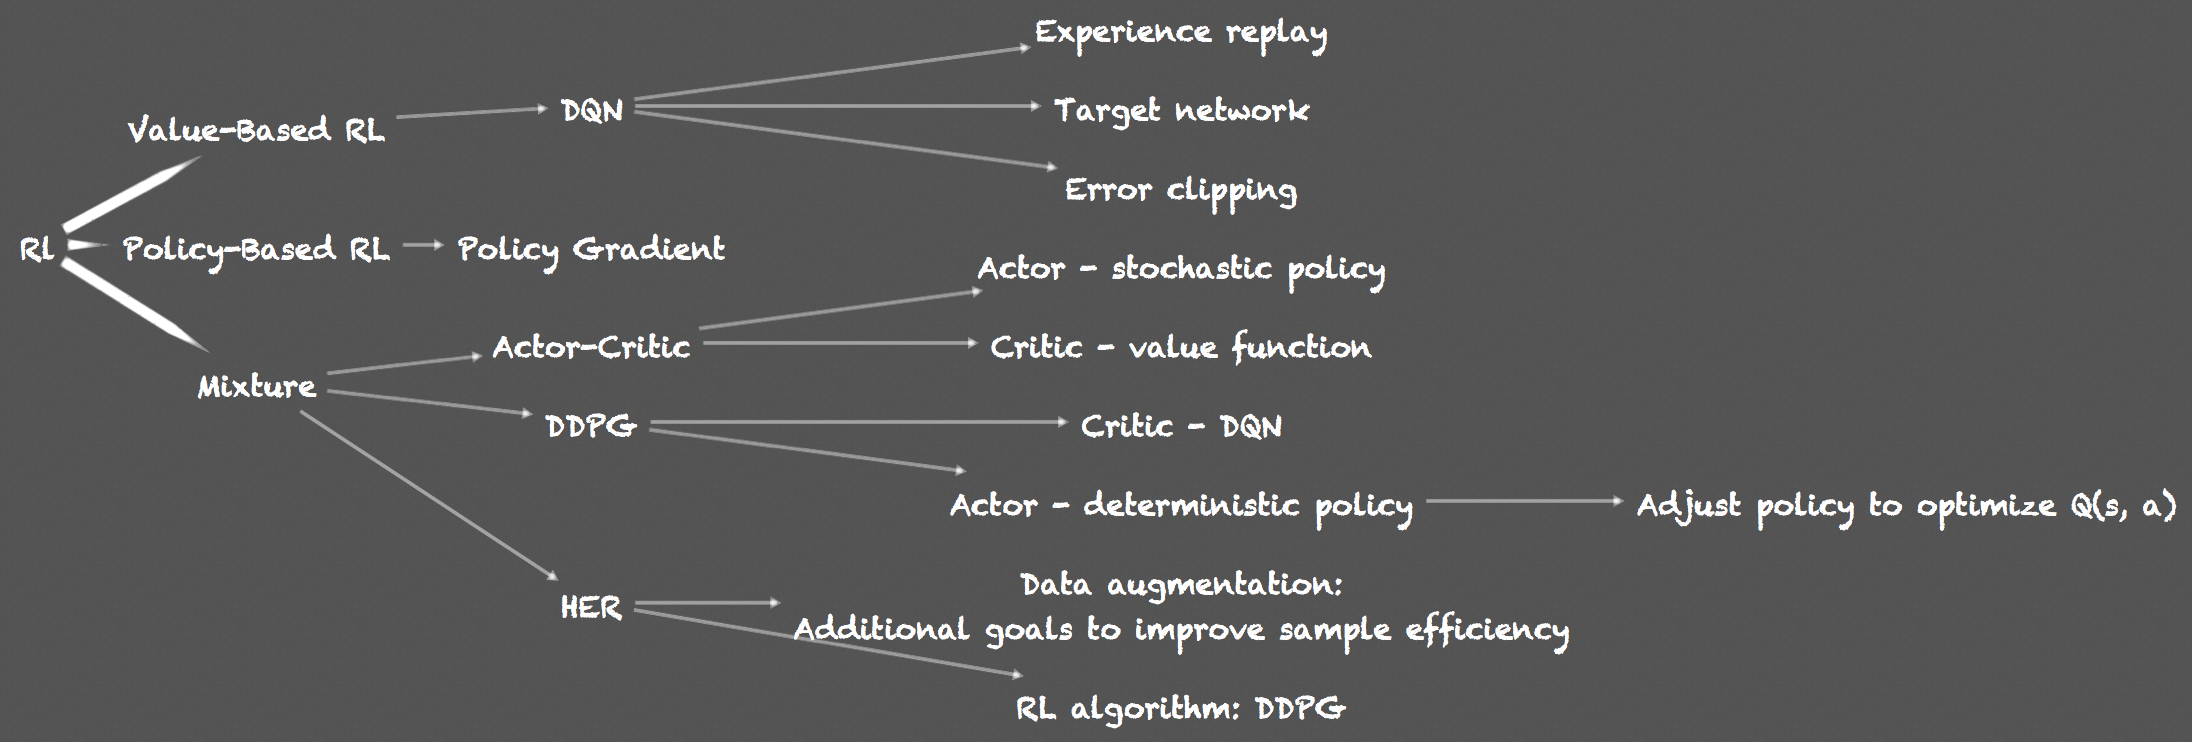 Experience replay
DQN
Target network
Value-Based RL
Error clipping
Rl
Policy-Based RL
Policy Gradient
Actor - stochastic policy
Actor-Critic
Critic - value function
Mixture
DDPG
Critic - DQN
Actor - deterministic policy
Adjust policy to optimize Q(s, a)
HER
Data augmentation:
Additional goals to improve sample efficiency
RL algorithm: DDPG